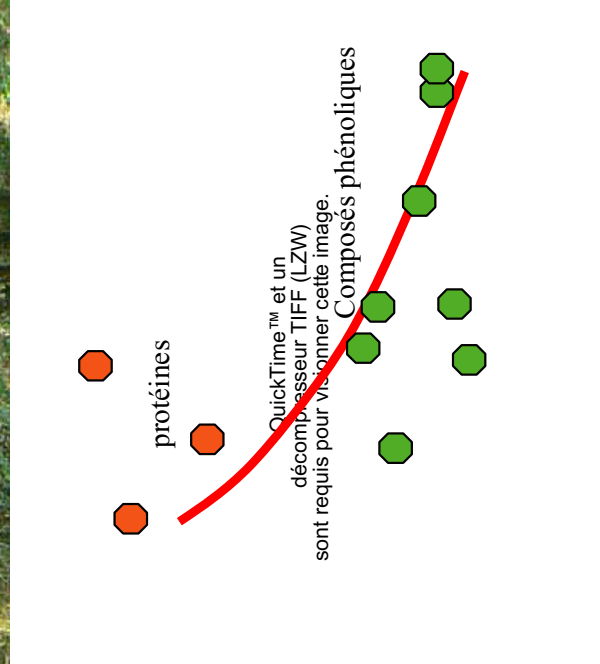 protéines
QuickTime™ et un
décompresseur TIFF (LZW)
sont requis pour visionner cette image.
Composés phénoliques